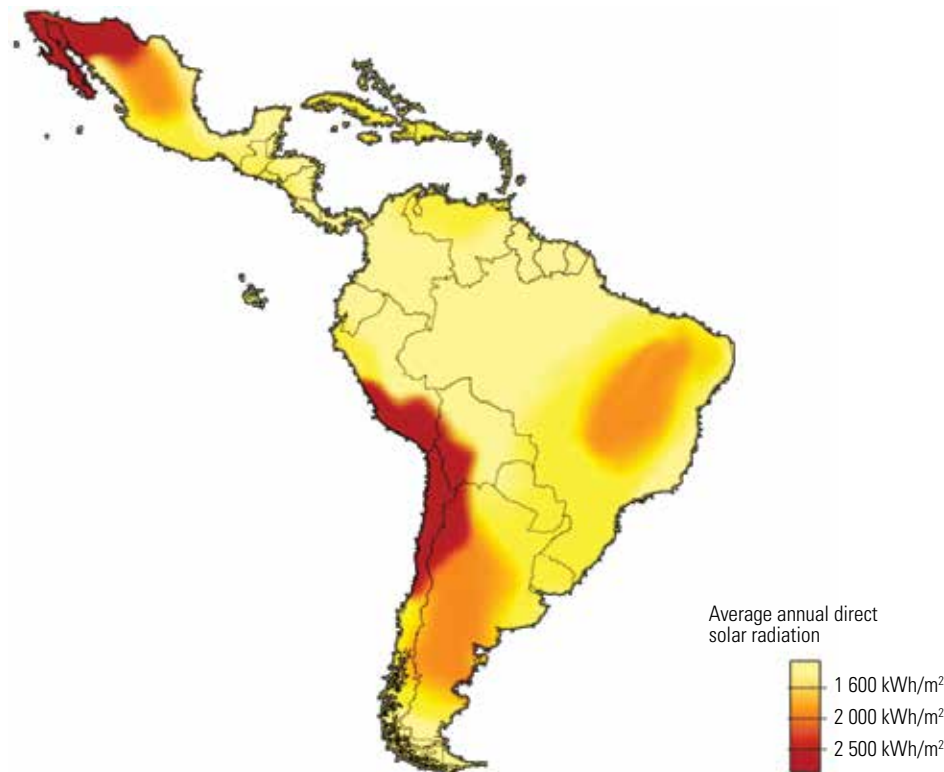 Average annual direct
solar radiation
1 600 kWh/m²
2 000 kWh/m²
2 500 kWh/m²